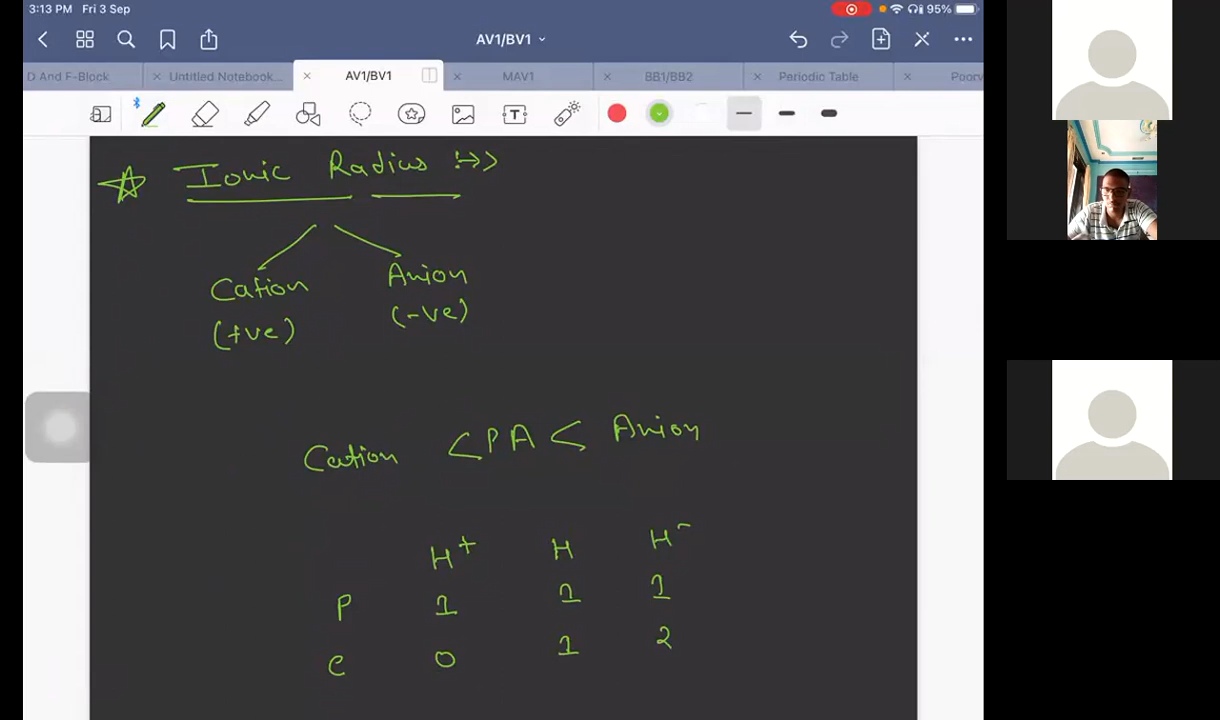 3:13 PM Fri 3 Sep
95%
AV1/BV1
D And F-Block
Untitled Notebook...
AV1/BV1
MAV1
BB1/BB2
Periodic Table
Poorv
Ionic Radius :->>
Cation Anion
(+ve) (-ve)
Cation < PA < Anion
H+ H H-
P 1 1 1
e 0 1 2